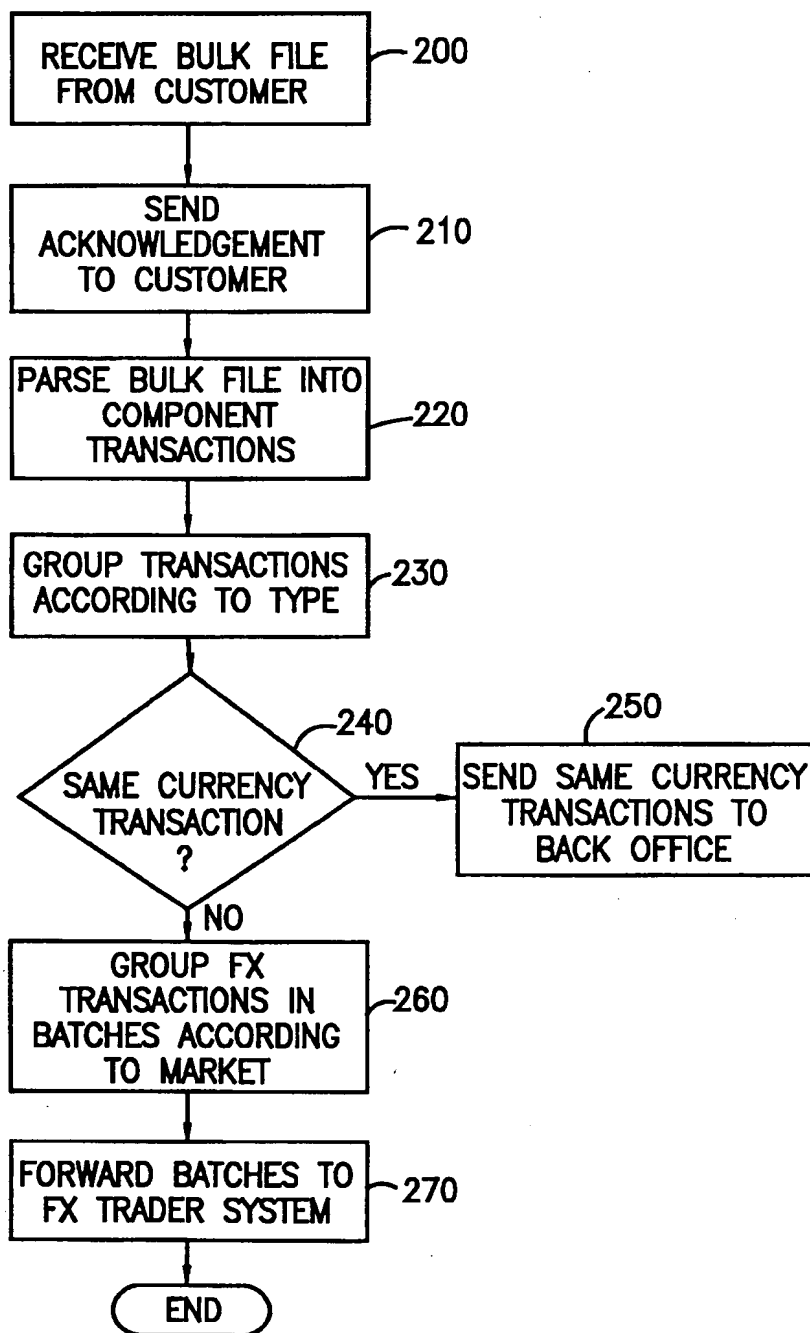 RECEIVE BULK FILE
FROM CUSTOMER
200
SEND
ACKNOWLEDGEMENT
TO CUSTOMER
210
PARSE BULK FILE INTO
COMPONENT
TRANSACTIONS
220
GROUP TRANSACTIONS
ACCORDING TO TYPE
230
240
SAME CURRENCY
TRANSACTION
?
YES
250
SEND SAME CURRENCY
TRANSACTIONS TO
BACK OFFICE
NO
GROUP FX
TRANSACTIONS IN
BATCHES ACCORDING
TO MARKET
260
FORWARD BATCHES TO
FX TRADER SYSTEM
270
END